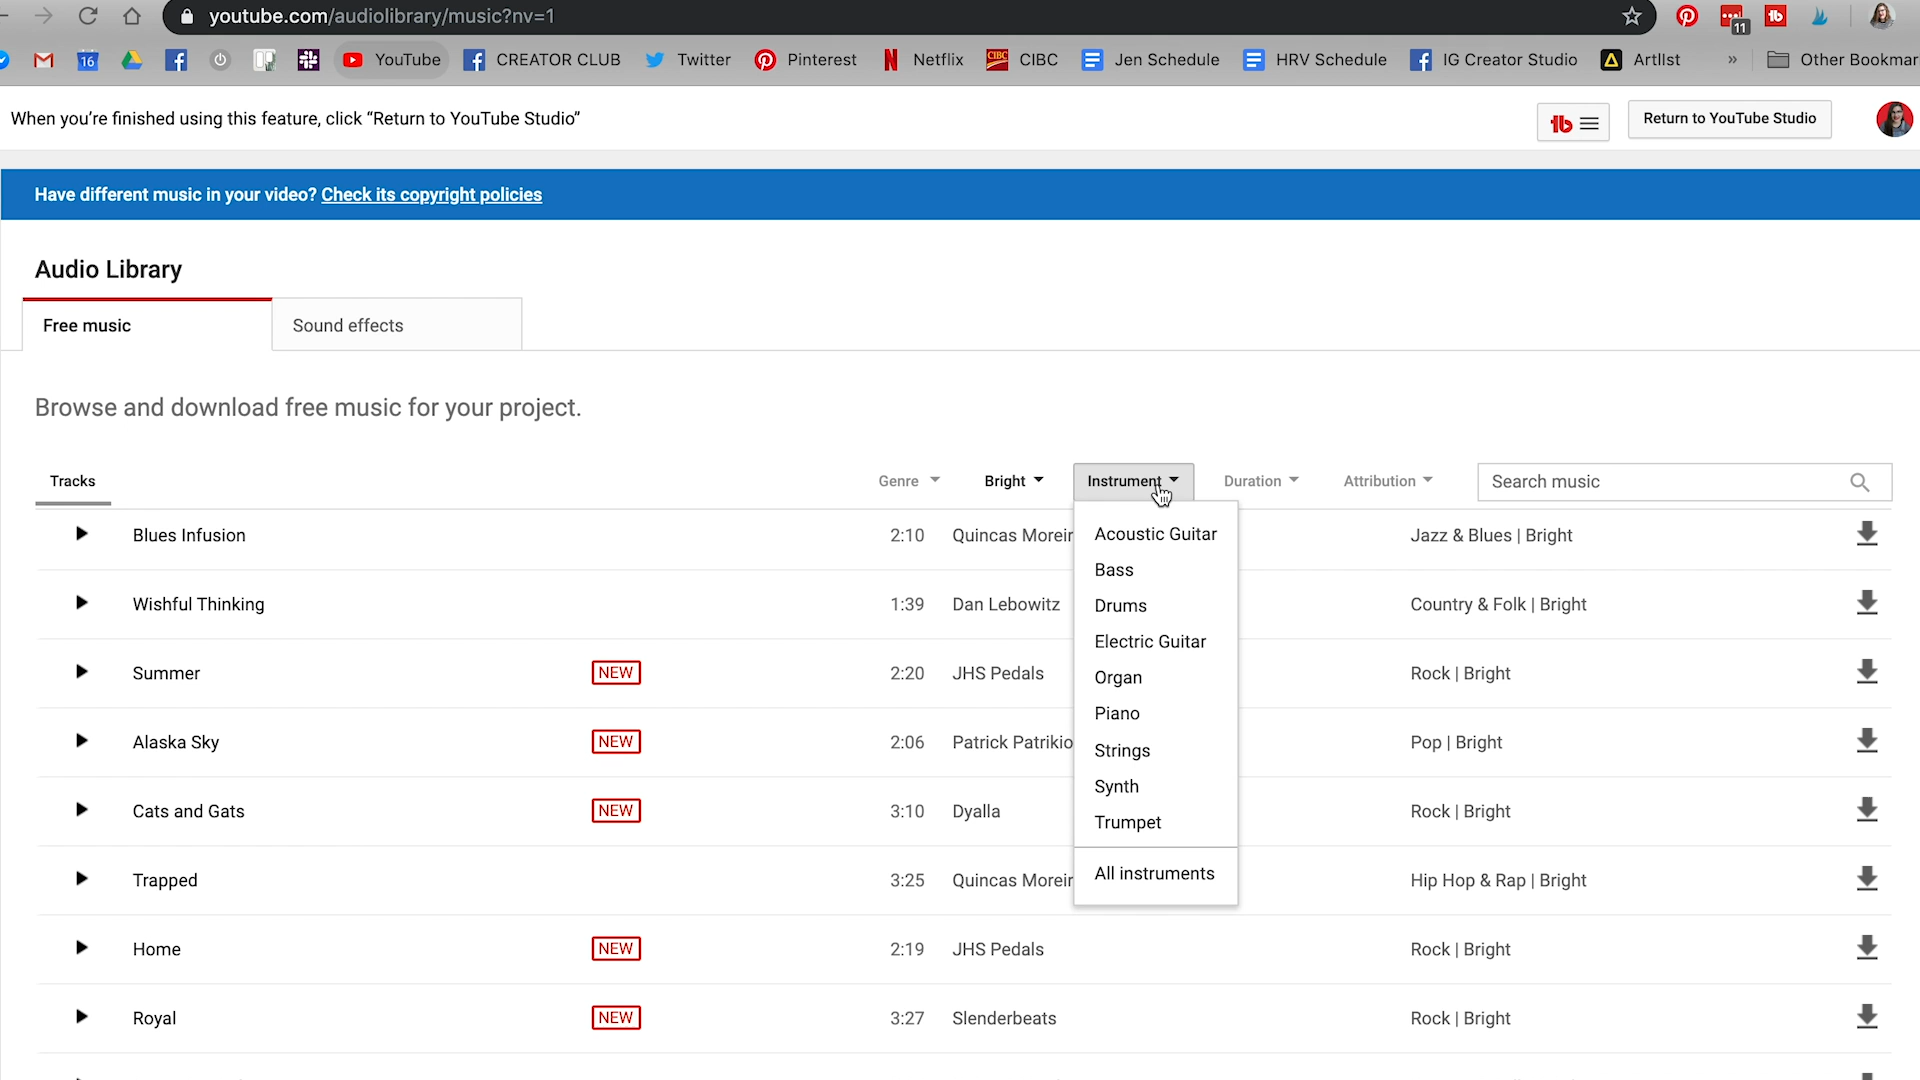 youtube.com/audiolibrary/music?nv=1
11
16
YouTube
CREATOR CLUB
Twitter
Pinterest
Netflix
CIBC
CIBC
Jen Schedule
HRV Schedule
IG Creator Studio
ArtlIst
»
Other Bookmar
When you're finished using this feature, click “Return to YouTube Studio”
tb
Return to YouTube Studio
Have different music in your video? Check its copyright policies
Audio Library
Free music
Sound effects
Browse and download free music for your project.
Tracks
Genre
Bright
Instrument
Duration
Attribution
Search music
Blues Infusion 2:10 Quincas Moreir Jazz & Blues | Bright
Wishful Thinking 1:39 Dan Lebowitz Country & Folk | Bright
Summer NEW 2:20 JHS Pedals Rock | Bright
Alaska Sky NEW 2:06 Patrick Patrikio Pop | Bright
Cats and Gats NEW 3:10 Dyalla Rock | Bright
Trapped 3:25 Quincas Moreir Hip Hop & Rap | Bright
Home NEW 2:19 JHS Pedals Rock | Bright
Royal NEW 3:27 Slenderbeats Rock | Bright
Acoustic Guitar
Bass
Drums
Electric Guitar
Organ
Piano
Strings
Synth
Trumpet
All instruments